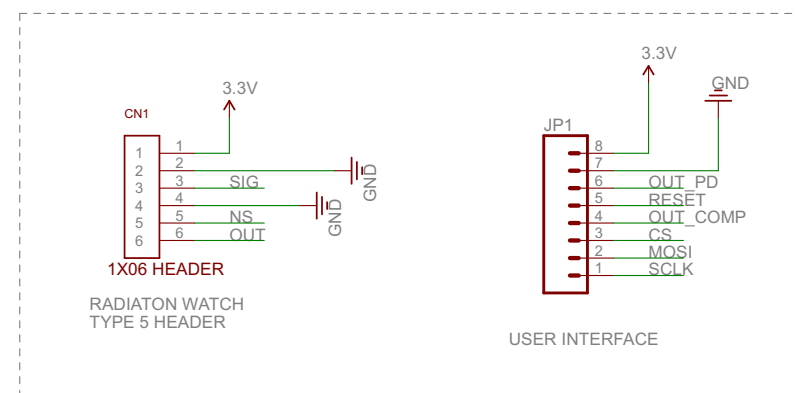 3.3V
CN1
1 1
2 2
3 3 SIG
4 4
5 5 NS
6 6 OUT
GND
GND
1X06 HEADER
RADIATON WATCH
TYPE 5 HEADER
3.3V
GND
JP1
8
7
6 OUT_PD
5 RESET
4 OUT_COMP
3 CS
2 MOSI
1 SCLK
USER INTERFACE